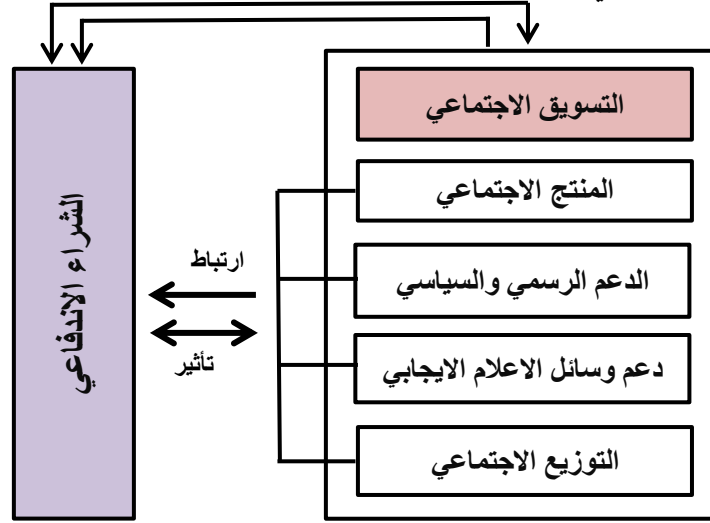 التسويق الاجتماعي
المنتج الاجتماعي
الدعم الرسمي والسياسي
دعم وسائل الاعلام الايجابي
التوزيع الاجتماعي
ارتباط
تأثير
الشراء الاندفاعي